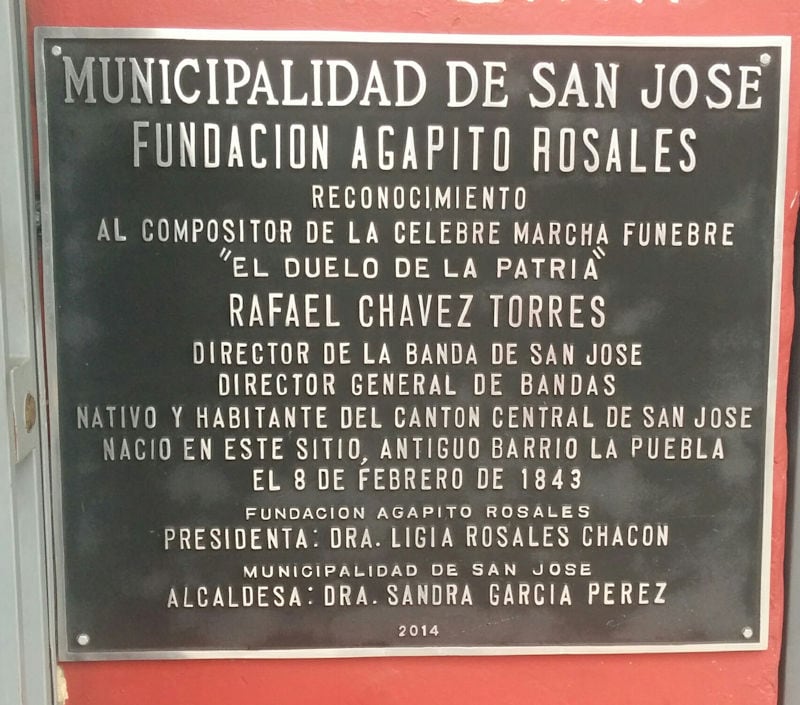 MUNICIPALIDAD DE SAN JOSE
FUNDACION AGAPITO ROSALES
RECONOCIMIENTO
AL COMPOSITOR DE LA CELEBRE MARCHA FUNEBRE
"EL DUELO DE LA PATRIA"
RAFAEL CHAVEZ TORRES
DIRECTOR DE LA BANDA DE SAN JOSE
DIRECTOR GENERAL DE BANDAS
NATIVO Y HABITANTE DEL CANTON CENTRAL DE SAN JOSE
NACIO EN ESTE SITIO, ANTIGUO BARRIO LA PUEBLA
EL 8 DE FEBRERO DE 1843
FUNDACION AGAPITO ROSALES
PRESIDENTA: DRA. LIGIA ROSALES CHACON
MUNICIPALIDAD DE SAN JOSE
ALCALDESA: DRA. SANDRA GARCIA PEREZ
2014